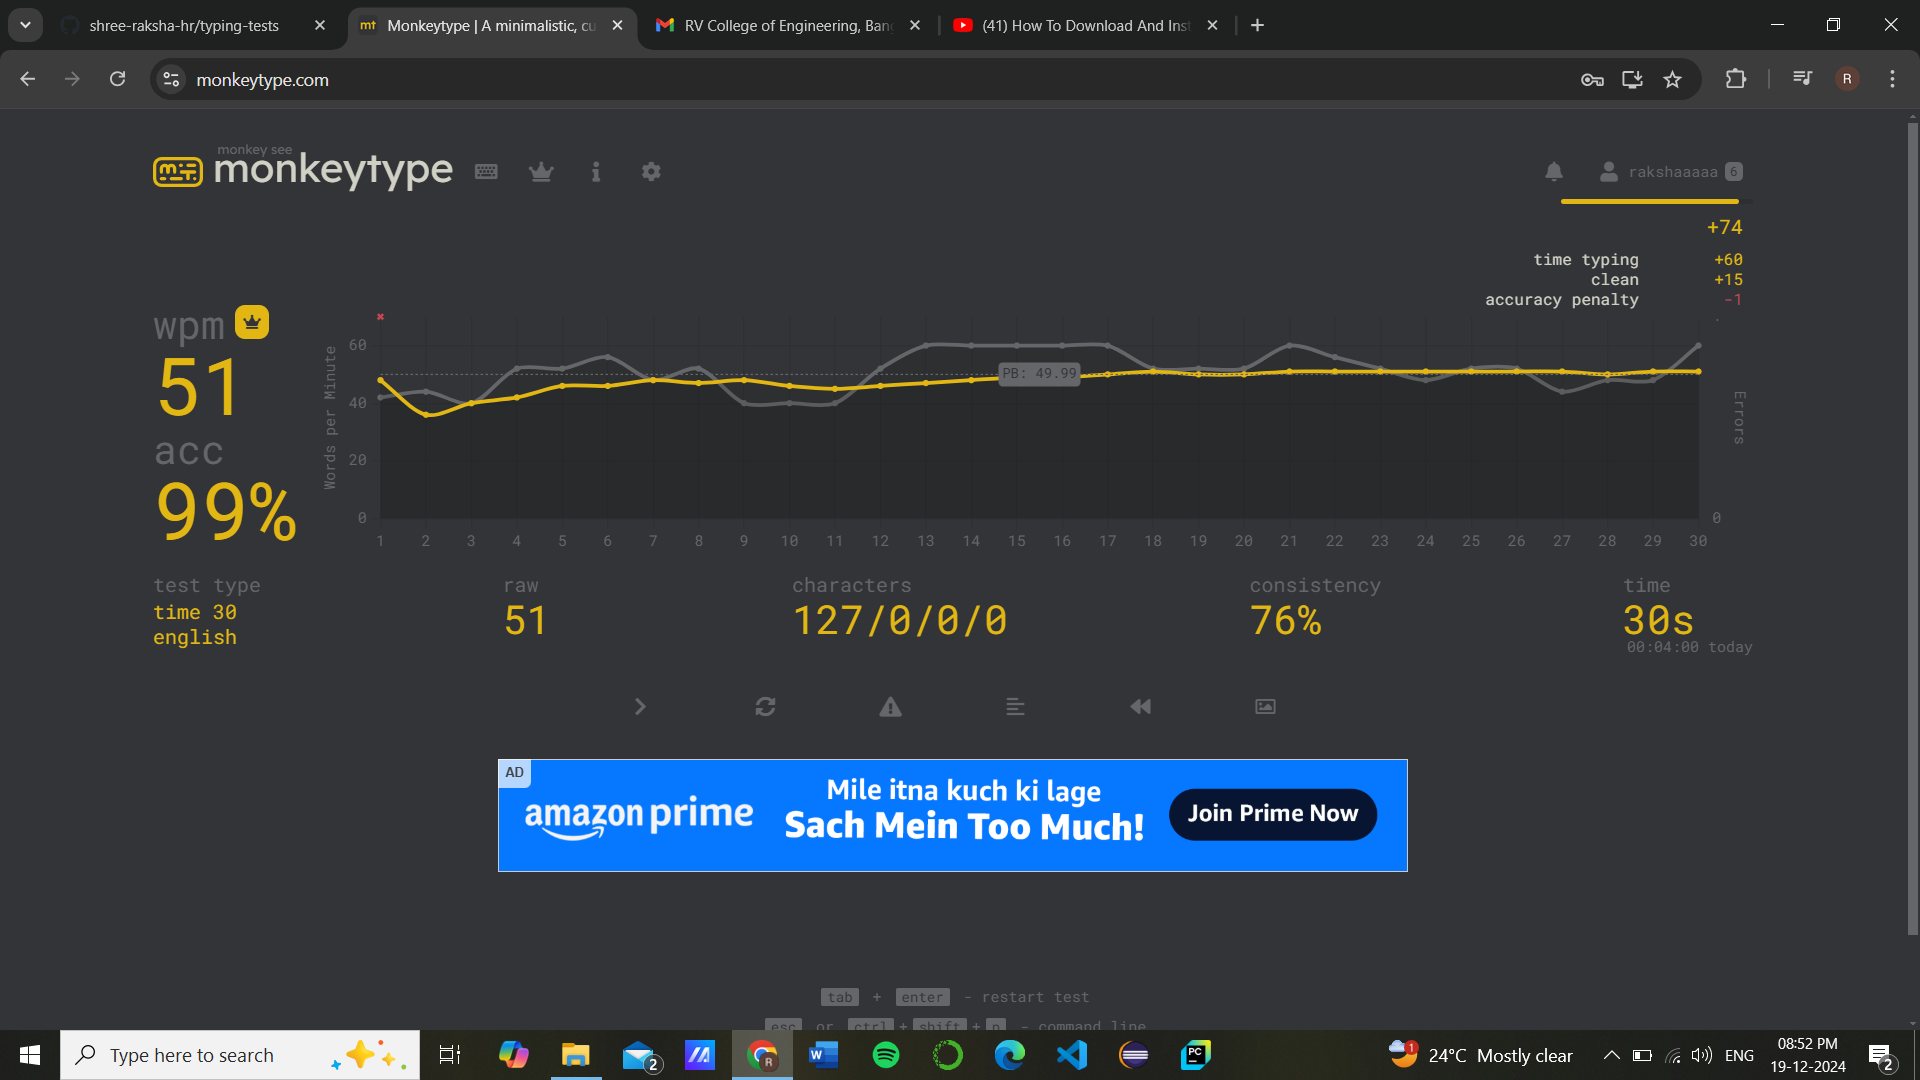 shree-raksha-hr/typing-tests
Monkeytype | A minimalistic, cu
RV College of Engineering, Bang
(41) How To Download And Inst
monkeytype.com
R
monkey see
monkeytype
rakshaaaaa 6
+74
time typing +60
clean +15
accuracy penalty -1
wpm
51
acc
99%
Words per Minute
60
40
20
0
PB: 49.99
Errors
0
1 2 3 4 5 6 7 8 9 10 11 12 13 14 15 16 17 18 19 20 21 22 23 24 25 26 27 28 29 30
test type
time 30
english
raw
51
characters
127/0/0/0
consistency
76%
time
30s
00:04:00 today
AD
amazon prime
Mile itna kuch ki lage
Sach Mein Too Much!
Join Prime Now
tab + enter - restart test
esc or ctrl + shift + p - command line
Type here to search
2
1
24°C Mostly clear
ENG
08:52 PM
19-12-2024
2